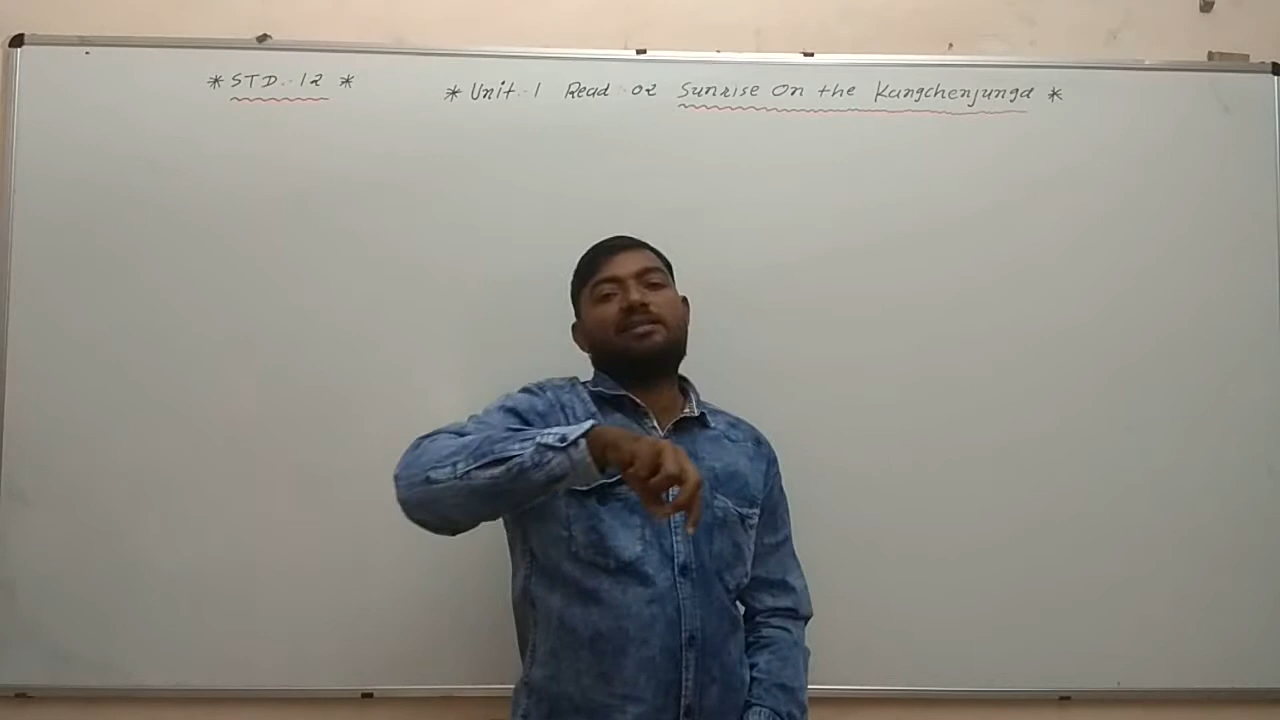 * STD.-12 *
* Unit.-1 Read-02 Sunrise on the Kangchenjunga *